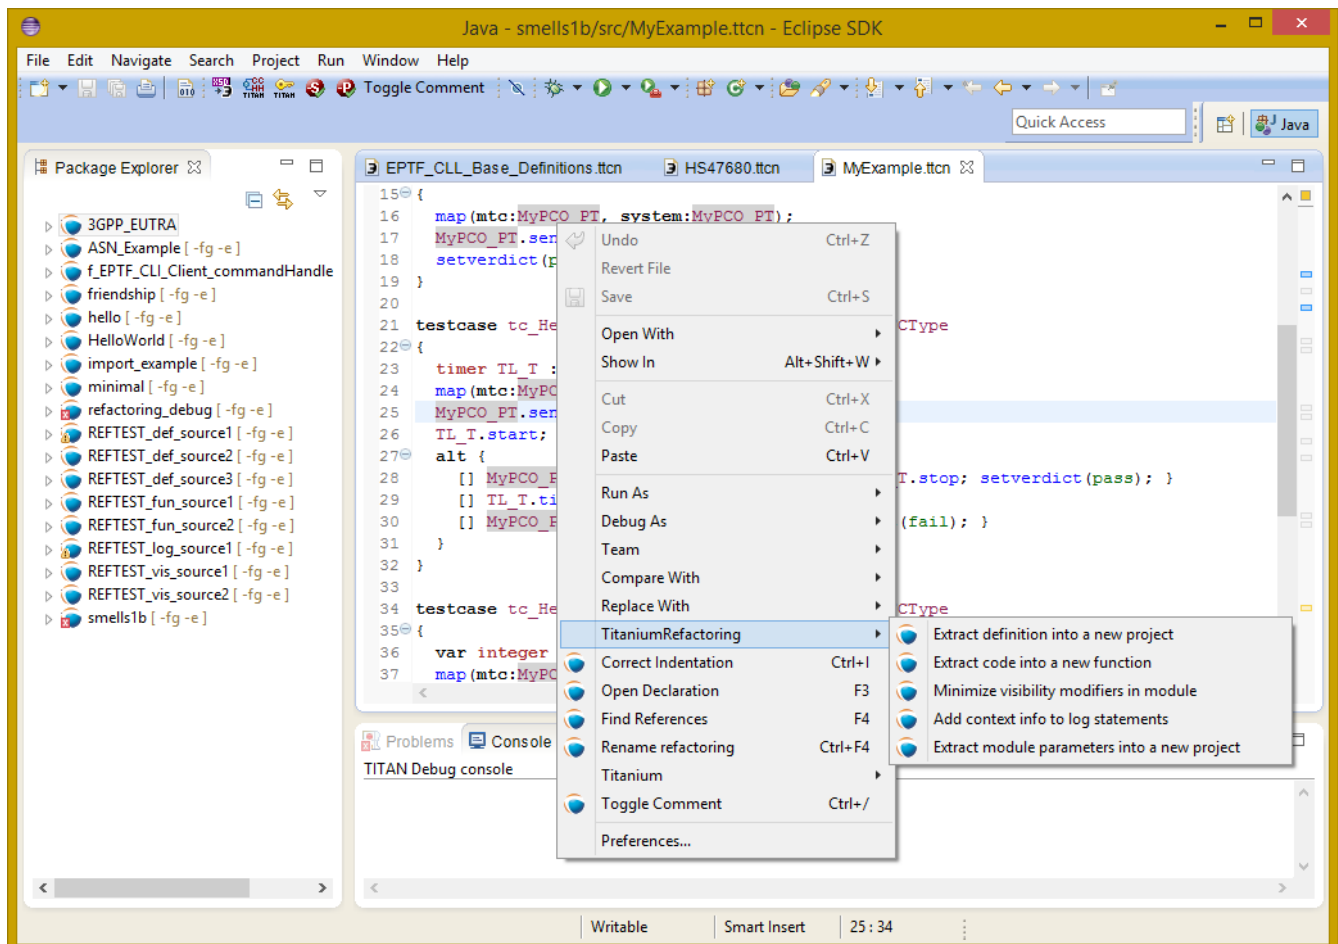 Java - smells1b/src/MyExample.ttcn - Eclipse SDK
File Edit Navigate Search Project Run Window Help
Toggle Comment
Quick Access
Java
Package Explorer
3GPP_EUTRA
ASN_Example [ -fg -e ]
f_EPTF_CLI_Client_commandHandle
friendship [ -fg -e ]
hello [ -fg -e ]
HelloWorld [ -fg -e ]
import_example [ -fg -e ]
minimal [ -fg -e ]
refactoring_debug [ -fg -e ]
REFTEST_def_source1 [ -fg -e ]
REFTEST_def_source2 [ -fg -e ]
REFTEST_def_source3 [ -fg -e ]
REFTEST_fun_source1 [ -fg -e ]
REFTEST_fun_source2 [ -fg -e ]
REFTEST_log_source1 [ -fg -e ]
REFTEST_vis_source1 [ -fg -e ]
REFTEST_vis_source2 [ -fg -e ]
smells1b [ -fg -e ]
EPTF_CLL_Base_Definitions.ttcn HS47680.ttcn MyExample.ttcn
15 {
16 map(mtc:MyPCO_PT, system:MyPCO_PT);
17 MyPCO_PT.sen
18 setverdict(p
19 }
20
21 testcase tc_He CType
22 {
23 timer TL_T :
24 map(mtc:MyPC
25 MyPCO_PT.sen
26 TL_T.start;
27 alt {
28 [] MyPCO_P T.stop; setverdict(pass); }
29 [] TL_T.ti
30 [] MyPCO_P (fail); }
31 }
32 }
33
34 testcase tc_He CType
35 {
36 var integer
37 map(mtc:MyPC
Undo Ctrl+Z
Revert File
Save Ctrl+S
Open With
Show In Alt+Shift+W
Cut Ctrl+X
Copy Ctrl+C
Paste Ctrl+V
Run As
Debug As
Team
Compare With
Replace With
TitaniumRefactoring
Correct Indentation Ctrl+I
Open Declaration F3
Find References F4
Rename refactoring Ctrl+F4
Titanium
Toggle Comment Ctrl+/
Preferences...
Extract definition into a new project
Extract code into a new function
Minimize visibility modifiers in module
Add context info to log statements
Extract module parameters into a new project
Problems Console
TITAN Debug console
Writable Smart Insert 25 : 34